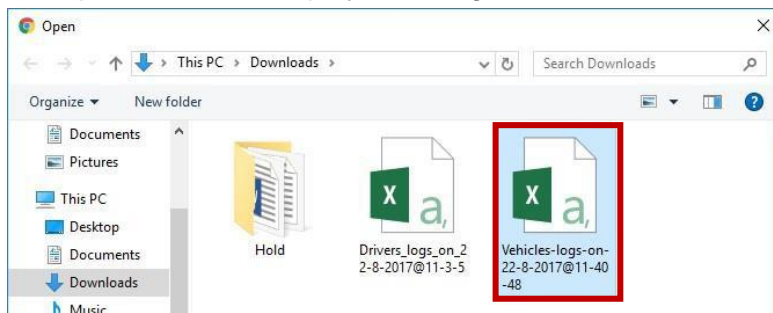 Open
This PC > Downloads >
Search Downloads
Organize
New folder
Documents
Pictures
This PC
Desktop
Documents
Downloads
Music
Hold
Drivers_logs_on_2
2-8-2017@11-3-5
Vehicles-logs-on-
22-8-2017@11-40
-48